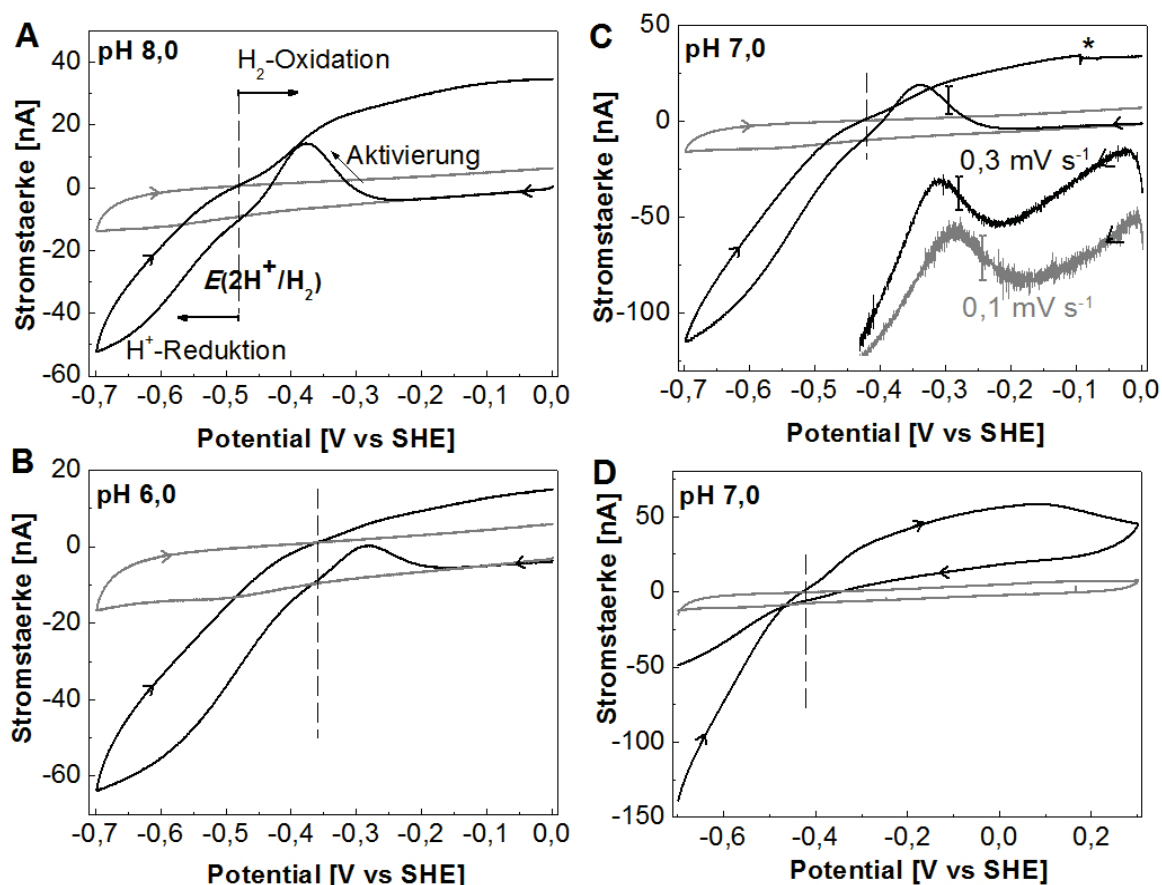 A
pH 8,0
H2-Oxidation
Aktivierung
E(2H+/H2)
H+-Reduktion
Stromstaerke [nA]
40
20
0
-20
-40
-60
-0,7 -0,6 -0,5 -0,4 -0,3 -0,2 -0,1 0,0
Potential [V vs SHE]
B
pH 6,0
Stromstaerke [nA]
20
0
-20
-40
-60
-0,7 -0,6 -0,5 -0,4 -0,3 -0,2 -0,1 0,0
Potential [V vs SHE]
C
pH 7,0
*
0,3 mV s-1
0,1 mV s-1
Stromstaerke [nA]
50
0
-50
-100
-0,7 -0,6 -0,5 -0,4 -0,3 -0,2 -0,1 0,0
Potential [V vs SHE]
D
pH 7,0
Stromstaerke [nA]
50
0
-50
-100
-150
-0,6 -0,4 -0,2 0,0 0,2
Potential [V vs SHE]